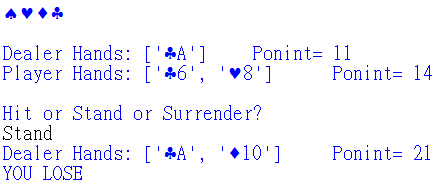 ♠♥♦♣
Dealer Hands: ['♣A'] Ponint= 11
Player Hands: ['♣6', '♥8'] Ponint= 14
Hit or Stand or Surrender?
Stand
Dealer Hands: ['♣A', '♦10'] Ponint= 21
YOU LOSE